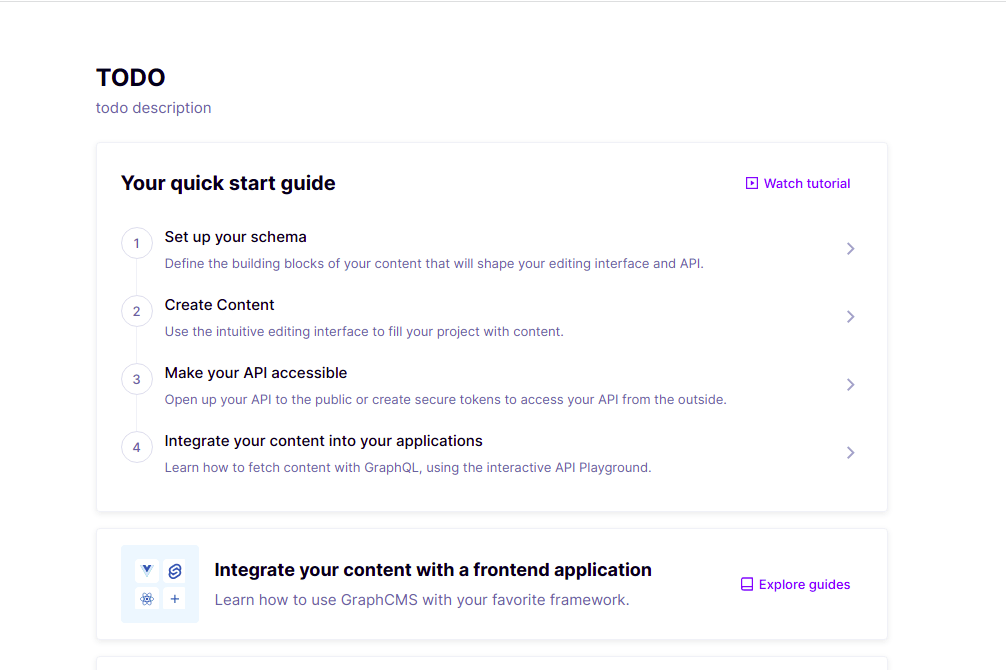 TODO
todo description
Your quick start guide
Watch tutorial
1
Set up your schema
Define the building blocks of your content that will shape your editing interface and API.
2
Create Content
Use the intuitive editing interface to fill your project with content.
3
Make your API accessible
Open up your API to the public or create secure tokens to access your API from the outside.
4
Integrate your content into your applications
Learn how to fetch content with GraphQL, using the interactive API Playground.
Integrate your content with a frontend application
Learn how to use GraphCMS with your favorite framework.
Explore guides